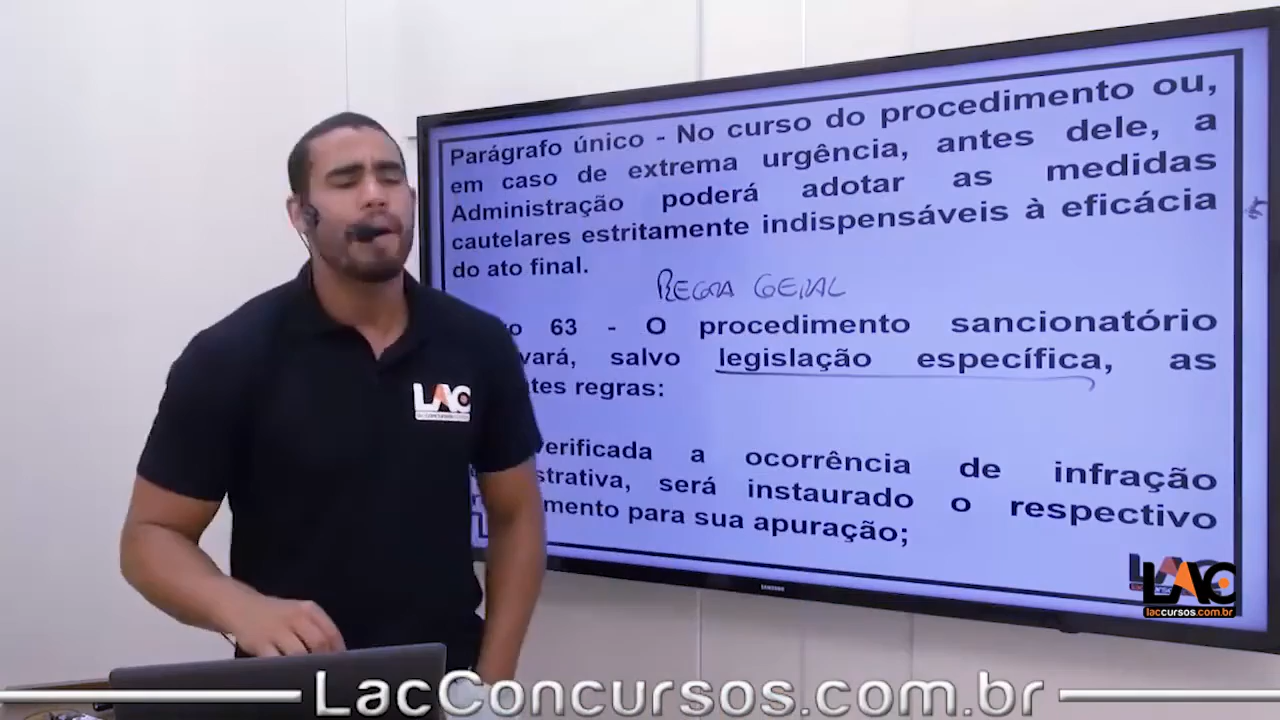 Parágrafo único - No curso do procedimento ou,
em caso de extrema urgência, antes dele, a
Administração poderá adotar as medidas
cautelares estritamente indispensáveis à eficácia
do ato final.
REGRA GERAL
63 - O procedimento sancionatório
vará, salvo legislação específica, as
tes regras:
verificada a ocorrência de infração
strativa, será instaurado o respectivo
mento para sua apuração;
LAC
LAC
laccursos.com.br
SAMSUNG
LacConcursos.com.br